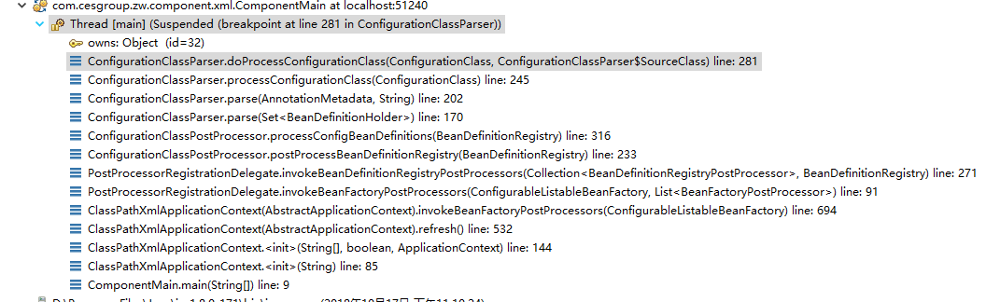 com.cesgroup.zw.component.xml.ComponentMain at localhost:51240
Thread [main] (Suspended (breakpoint at line 281 in ConfigurationClassParser))
owns: Object (id=32)
ConfigurationClassParser.doProcessConfigurationClass(ConfigurationClass, ConfigurationClassParser$SourceClass) line: 281
ConfigurationClassParser.processConfigurationClass(ConfigurationClass) line: 245
ConfigurationClassParser.parse(AnnotationMetadata, String) line: 202
ConfigurationClassParser.parse(Set<BeanDefinitionHolder>) line: 170
ConfigurationClassPostProcessor.processConfigBeanDefinitions(BeanDefinitionRegistry) line: 316
ConfigurationClassPostProcessor.postProcessBeanDefinitionRegistry(BeanDefinitionRegistry) line: 233
PostProcessorRegistrationDelegate.invokeBeanDefinitionRegistryPostProcessors(Collection<BeanDefinitionRegistryPostProcessor>, BeanDefinitionRegistry) line: 271
PostProcessorRegistrationDelegate.invokeBeanFactoryPostProcessors(ConfigurableListableBeanFactory, List<BeanFactoryPostProcessor>) line: 91
ClassPathXmlApplicationContext(AbstractApplicationContext).invokeBeanFactoryPostProcessors(ConfigurableListableBeanFactory) line: 694
ClassPathXmlApplicationContext(AbstractApplicationContext).refresh() line: 532
ClassPathXmlApplicationContext.<init>(String[], boolean, ApplicationContext) line: 144
ClassPathXmlApplicationContext.<init>(String) line: 85
ComponentMain.main(String[]) line: 9